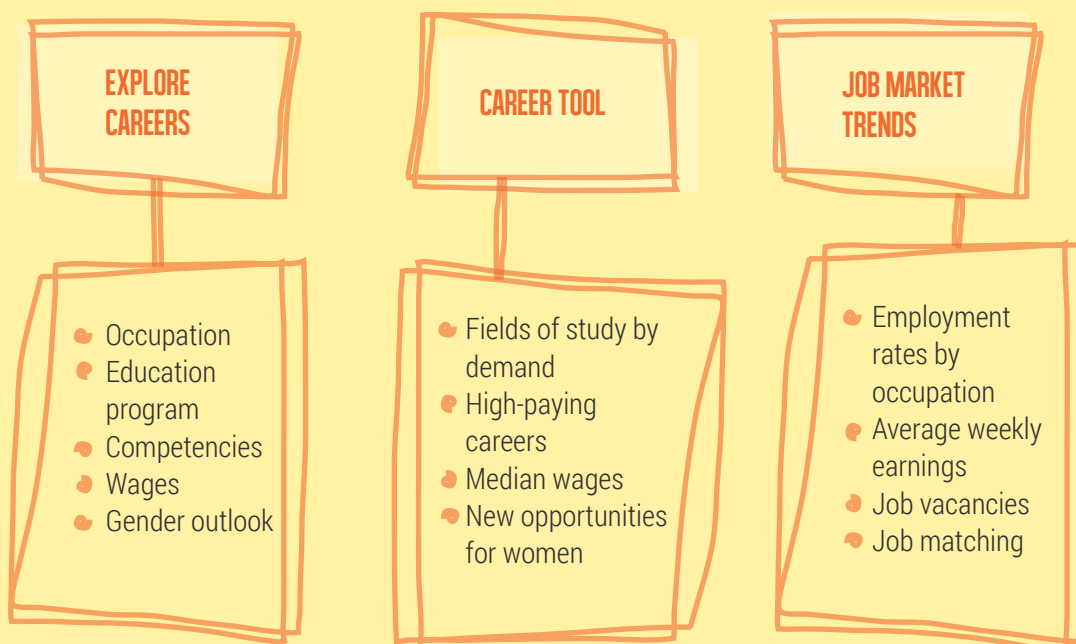 EXPLORE
CAREERS
Occupation
Education
program
Competencies
Wages
Gender outlook
CAREER TOOL
Fields of study by
demand
High-paying
careers
Median wages
New opportunities
for women
JOB MARKET
TRENDS
Employment
rates by
occupation
Average weekly
earnings
Job vacancies
Job matching